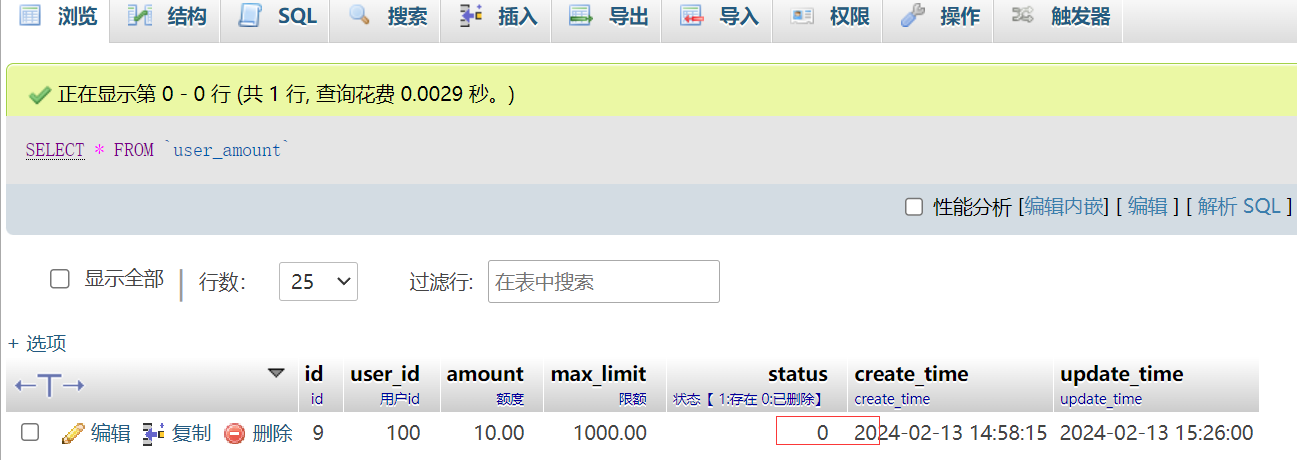 浏览 结构 SQL 搜索 插入 导出 导入 权限 操作 触发器
正在显示第 0 - 0 行 (共 1 行, 查询花费 0.0029 秒。)
SELECT * FROM `user_amount`
性能分析 [编辑内嵌] [ 编辑 ] [ 解析 SQL ]
显示全部 行数: 25 过滤行: 在表中搜索
+ 选项
←T→ id user_id amount max_limit status create_time update_time
id 用户id 额度 限额 状态【 1:存在 0:已删除】 create_time update_time
编辑 复制 删除 9 100 10.00 1000.00 0 2024-02-13 14:58:15 2024-02-13 15:26:00